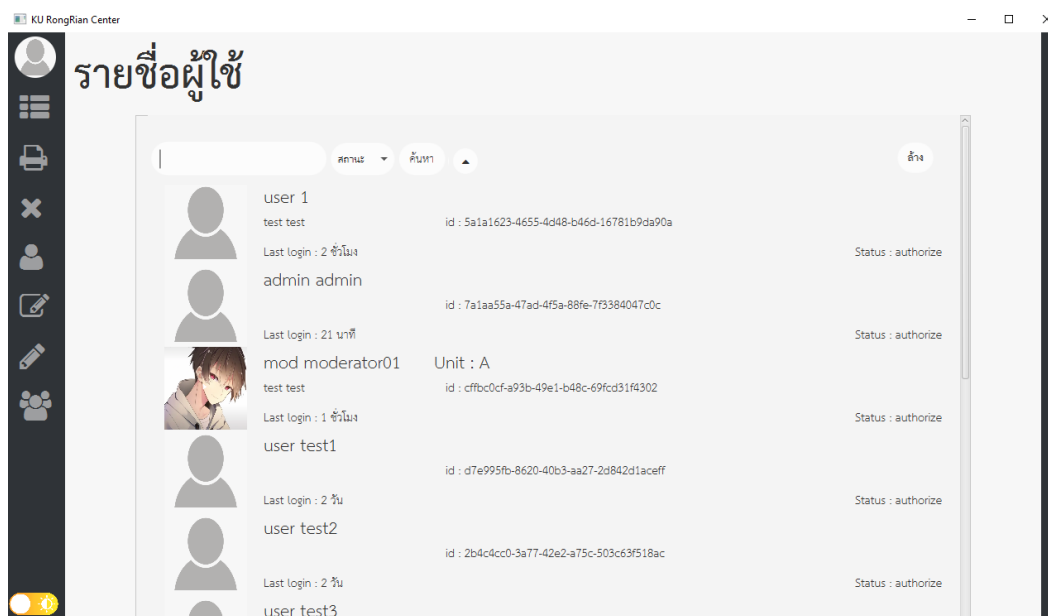 KU RongRian Center
รายชื่อผู้ใช้
สถานะ ค้นหา ล้าง
user 1
test test id : 5a1a1623-4655-4d48-b46d-16781b9da90a
Last login : 2 ชั่วโมง Status : authorize
admin admin
id : 7a1aa55a-47ad-4f5a-88fe-7f3384047c0c
Last login : 21 นาที Status : authorize
mod moderator01 Unit : A
test test id : cffbc0cf-a93b-49e1-b48c-69fcd31f4302
Last login : 1 ชั่วโมง Status : authorize
user test1
id : d7e995fb-8620-40b3-aa27-2d842d1aceff
Last login : 2 วัน Status : authorize
user test2
id : 2b4c4cc0-3a77-42e2-a75c-503c63f518ac
Last login : 2 วัน Status : authorize
user test3